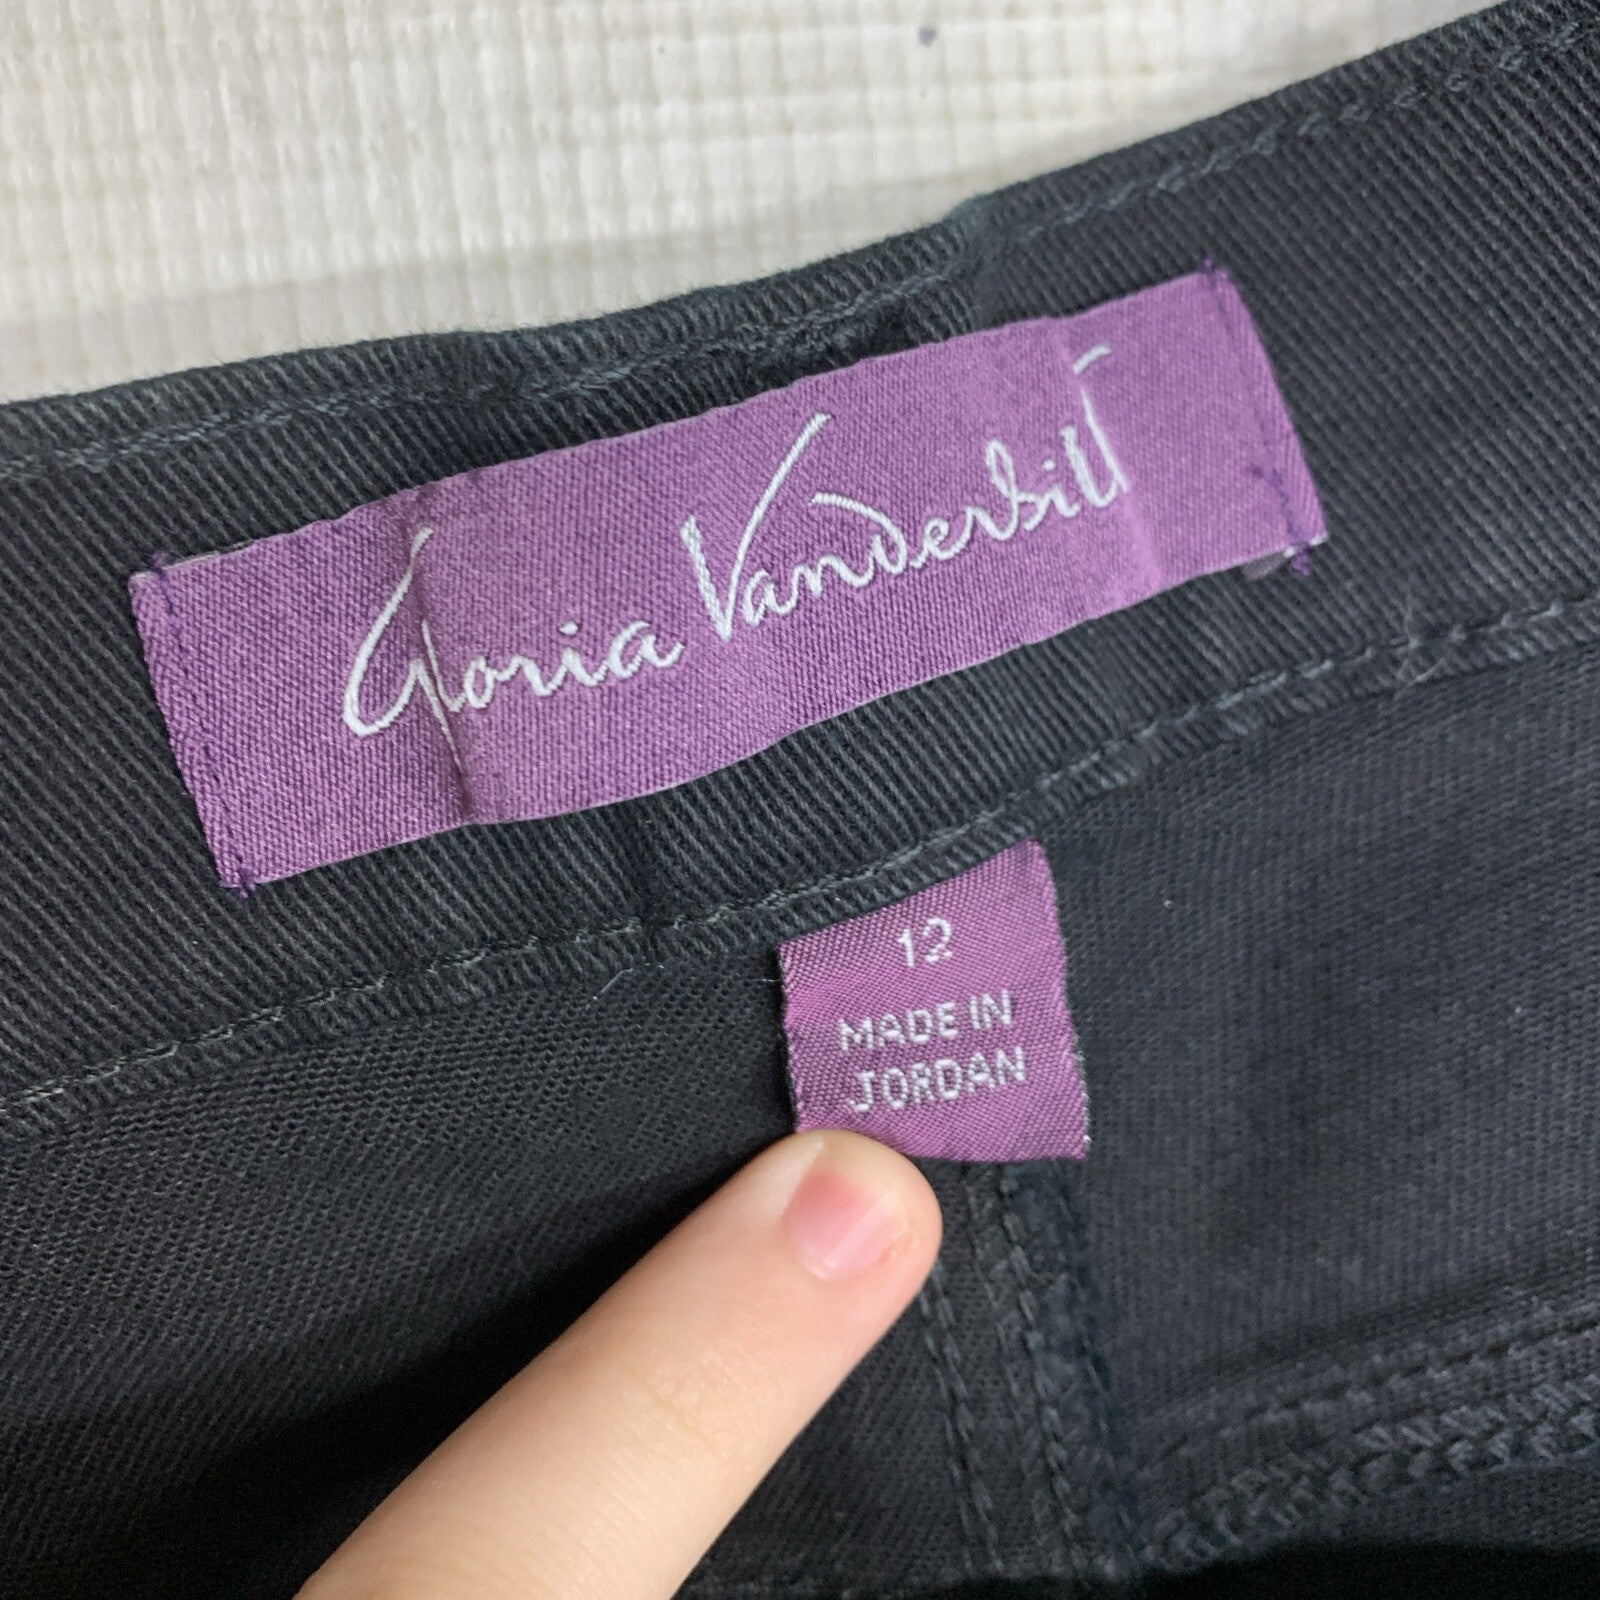 Gloria Vanderbilt
12
MADE IN
JORDAN